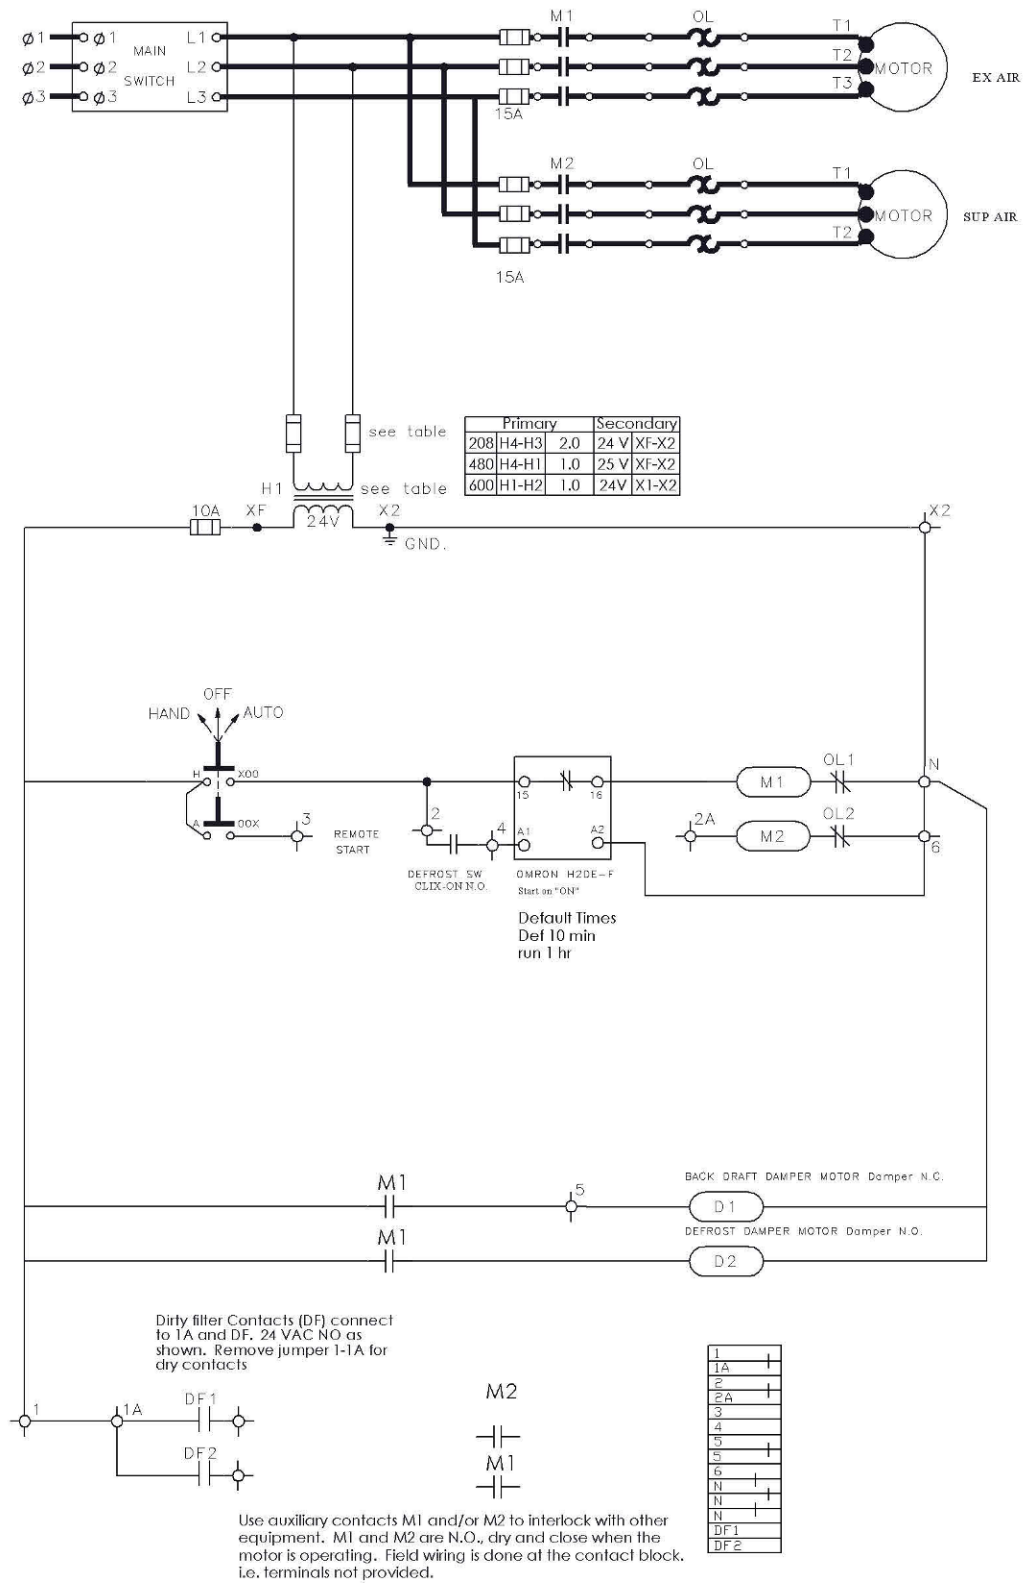 M1
OL
T1
ø1
ø1
L1
MAIN
SWITCH
ø2
ø2
L2
T2
MOTOR
EX AIR
ø3
ø3
L3
T3
15A
M2
OL
T1
MOTOR
SUP AIR
T2
15A
see table
Primary Secondary
208 H4-H3 2.0 24 V XF-X2
480 H4-H1 1.0 25 V XF-X2
600 H1-H2 1.0 24V X1-X2
H1
see table
10A
XF
24V
X2
GND.
X2
OFF
HAND
AUTO
H
X00
A
00X
3
REMOTE
START
2
4
DEFROST SW
CLIX-ON N.O.
15
16
A1
A2
OMRON H2DE-F
Start on "ON"
Default Times
Def 10 min
run 1 hr
M1
OL1
N
2A
M2
OL2
6
M1
5
BACK DRAFT DAMPER MOTOR Damper N.C.
D1
M1
DEFROST DAMPER MOTOR Damper N.O.
D2
Dirty filter Contacts (DF) connect
to 1A and DF. 24 VAC NO as
shown. Remove jumper 1-1A for
dry contacts
1
1A
DF1
DF2
M2
M1
1
1A
2
2A
3
4
5
5
6
N
N
N
DF1
DF2
Use auxiliary contacts M1 and/or M2 to interlock with other
equipment. M1 and M2 are N.O., dry and close when the
motor is operating. Field wiring is done at the contact block.
i.e. terminals not provided.